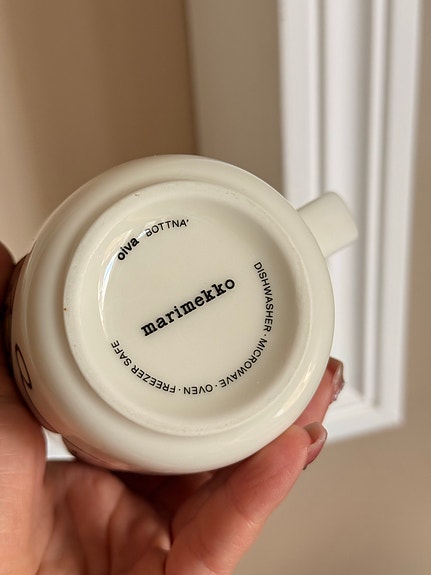 oiva BOTTNA'
marimekko
DISHWASHER · MICROWAVE · OVEN · FREEZER SAFE